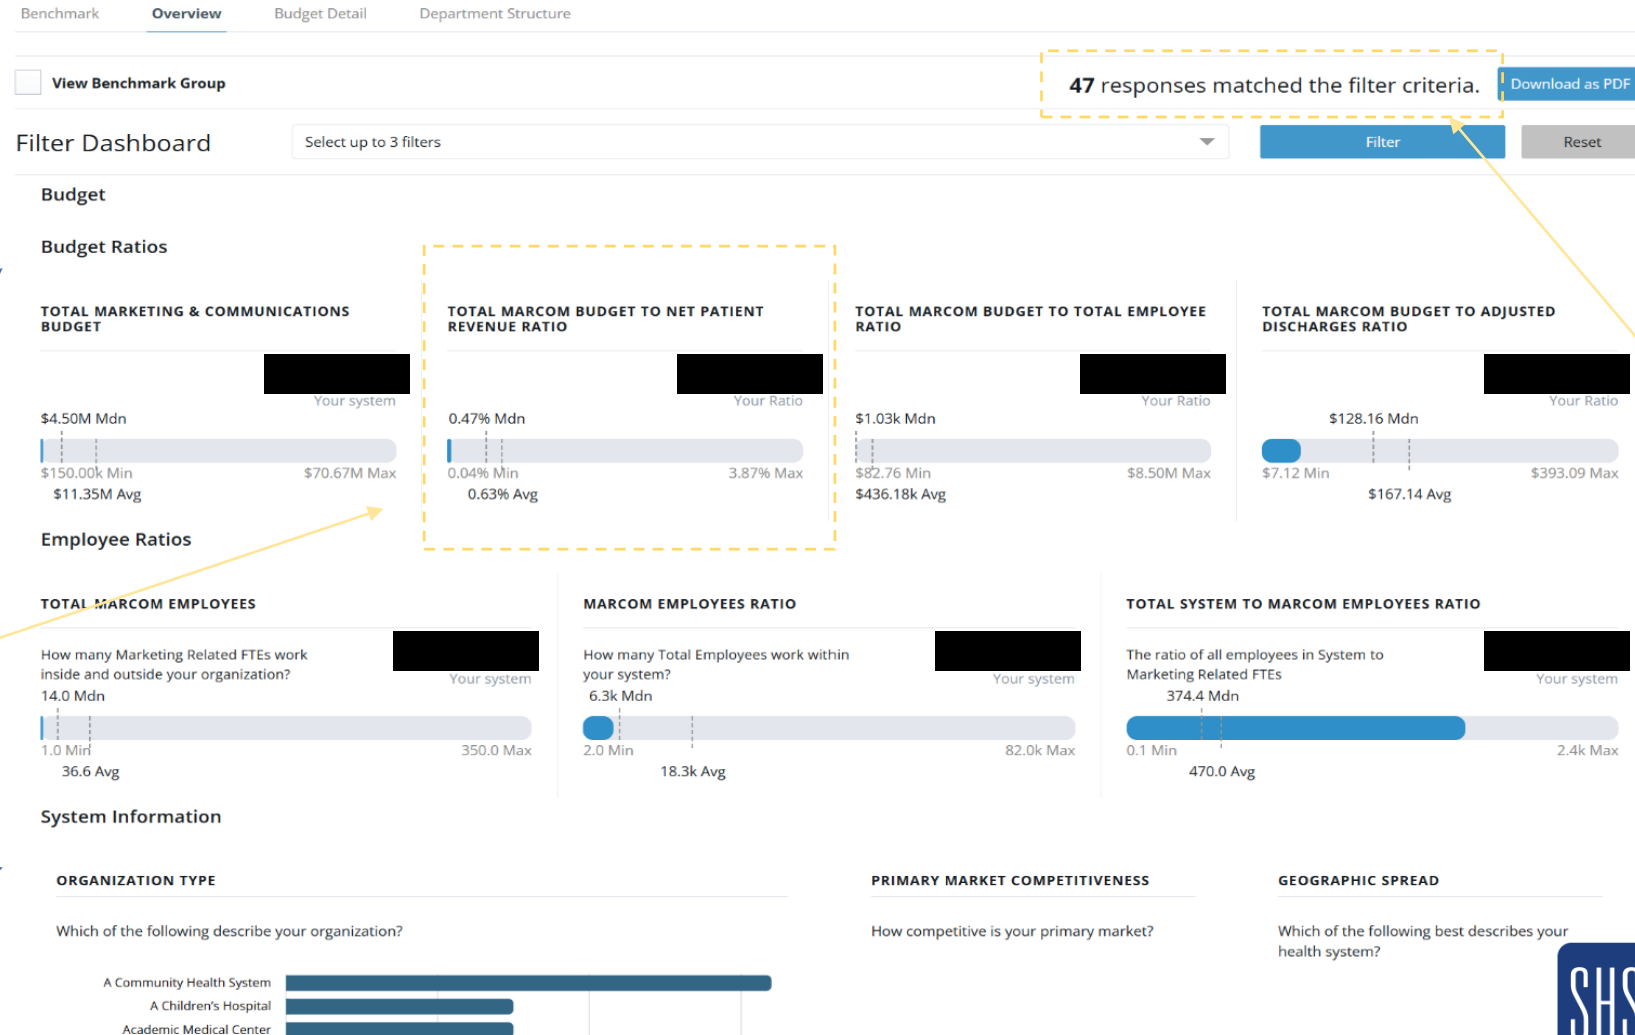 Benchmark
Overview
Budget Detail
Department Structure
View Benchmark Group
47 responses matched the filter criteria.
Download as PDF
Filter Dashboard
Select up to 3 filters
Filter
Reset
Budget
Budget Ratios
TOTAL MARKETING & COMMUNICATIONS
BUDGET
Your system
$4.50M Mdn
$150.00k Min
$70.67M Max
$11.35M Avg
TOTAL MARCOM BUDGET TO NET PATIENT
REVENUE RATIO
Your Ratio
0.47% Mdn
0.04% Min
3.87% Max
0.63% Avg
TOTAL MARCOM BUDGET TO TOTAL EMPLOYEE
RATIO
Your Ratio
$1.03k Mdn
$82.76 Min
$8.50M Max
$436.18k Avg
TOTAL MARCOM BUDGET TO ADJUSTED
DISCHARGES RATIO
Your Ratio
$128.16 Mdn
$7.12 Min
$393.09 Max
$167.14 Avg
Employee Ratios
TOTAL MARCOM EMPLOYEES
How many Marketing Related FTEs work
inside and outside your organization?
Your system
14.0 Mdn
1.0 Min
350.0 Max
36.6 Avg
MARCOM EMPLOYEES RATIO
How many Total Employees work within
your system?
Your system
6.3k Mdn
2.0 Min
82.0k Max
18.3k Avg
TOTAL SYSTEM TO MARCOM EMPLOYEES RATIO
The ratio of all employees in System to
Marketing Related FTEs
Your system
374.4 Mdn
0.1 Min
2.4k Max
470.0 Avg
System Information
ORGANIZATION TYPE
Which of the following describe your organization?
A Community Health System
A Children's Hospital
Academic Medical Center
PRIMARY MARKET COMPETITIVENESS
How competitive is your primary market?
GEOGRAPHIC SPREAD
Which of the following best describes your
health system?
SHS